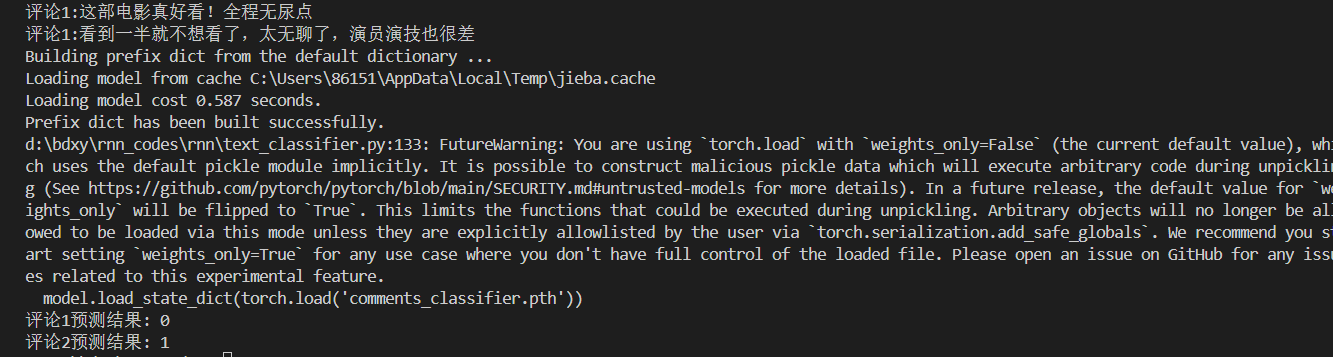 评论1:这部电影真好看！全程无尿点
评论1:看到一半就不想看了，太无聊了，演员演技也很差
Building prefix dict from the default dictionary ...
Loading model from cache C:\Users\86151\AppData\Local\Temp\jieba.cache
Loading model cost 0.587 seconds.
Prefix dict has been built successfully.
d:\bdxy\rnn_codes\rnn\text_classifier.py:133: FutureWarning: You are using `torch.load` with `weights_only=False` (the current default value), whi
ch uses the default pickle module implicitly. It is possible to construct malicious pickle data which will execute arbitrary code during unpicklin
g (See https://github.com/pytorch/pytorch/blob/main/SECURITY.md#untrusted-models for more details). In a future release, the default value for `we
ights_only` will be flipped to `True`. This limits the functions that could be executed during unpickling. Arbitrary objects will no longer be all
owed to be loaded via this mode unless they are explicitly allowlisted by the user via `torch.serialization.add_safe_globals`. We recommend you st
art setting `weights_only=True` for any use case where you don't have full control of the loaded file. Please open an issue on GitHub for any issu
es related to this experimental feature.
model.load_state_dict(torch.load('comments_classifier.pth'))
评论1预测结果: 0
评论2预测结果: 1